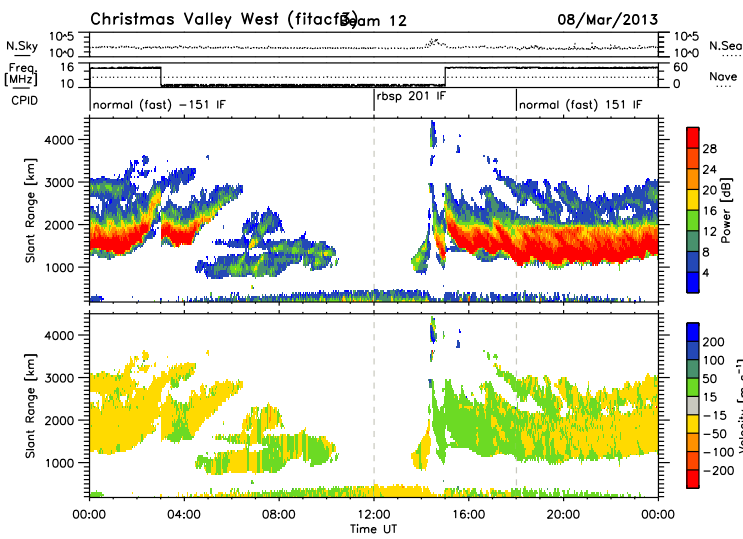 Christmas Valley West (fitacf3) Beam 12 08/Mar/2013
N.Sky 10^5 10^0 10^5 10^0 N.Sea
Freq. [MHz] 16 10 60 0 Nave
CPID normal (fast) -151 IF rbsp 201 IF normal (fast) 151 IF
Slant Range [km]
4000
3000
2000
1000
28
24
20
16
12
8
4
Power [dB]
Slant Range [km]
4000
3000
2000
1000
200
100
50
15
-15
-50
-100
-200
00:00 04:00 08:00 12:00 16:00 20:00 00:00
Time UT